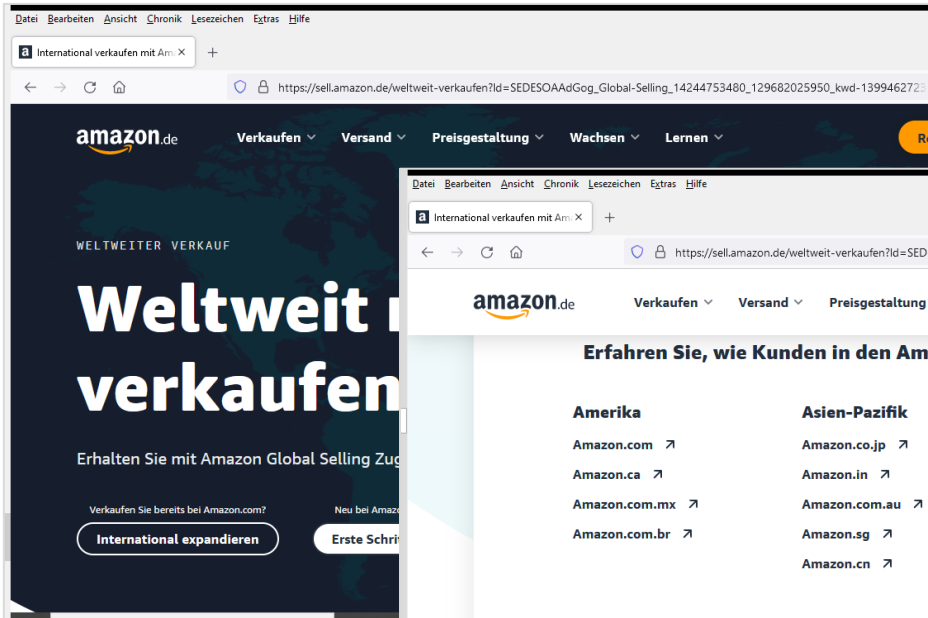 Datei Bearbeiten Ansicht Chronik Lesezeichen Extras Hilfe
a International verkaufen mit Am
https://sell.amazon.de/weltweit-verkaufen?ld=SEDESOAAdGog_Global-Selling_14244753480_129682025950_kwd-1399462723
amazon.de Verkaufen Versand Preisgestaltung Wachsen Lernen
WELTWEITER VERKAUF
Weltweit
verkaufen
Erhalten Sie mit Amazon Global Selling
Verkaufen Sie bereits bei Amazon.com? Neu bei
International expandieren Erste
Datei Bearbeiten Ansicht Chronik Lesezeichen Extras Hilfe
a International verkaufen mit Am
https://sell.amazon.de/weltweit-verkaufen?ld=SED
amazon.de Verkaufen Versand Preisgestaltung
Erfahren Sie, wie Kunden in den Am
Amerika
Amazon.com
Amazon.ca
Amazon.com.mx
Amazon.com.br
Asien-Pazifik
Amazon.co.jp
Amazon.in
Amazon.com.au
Amazon.sg
Amazon.cn